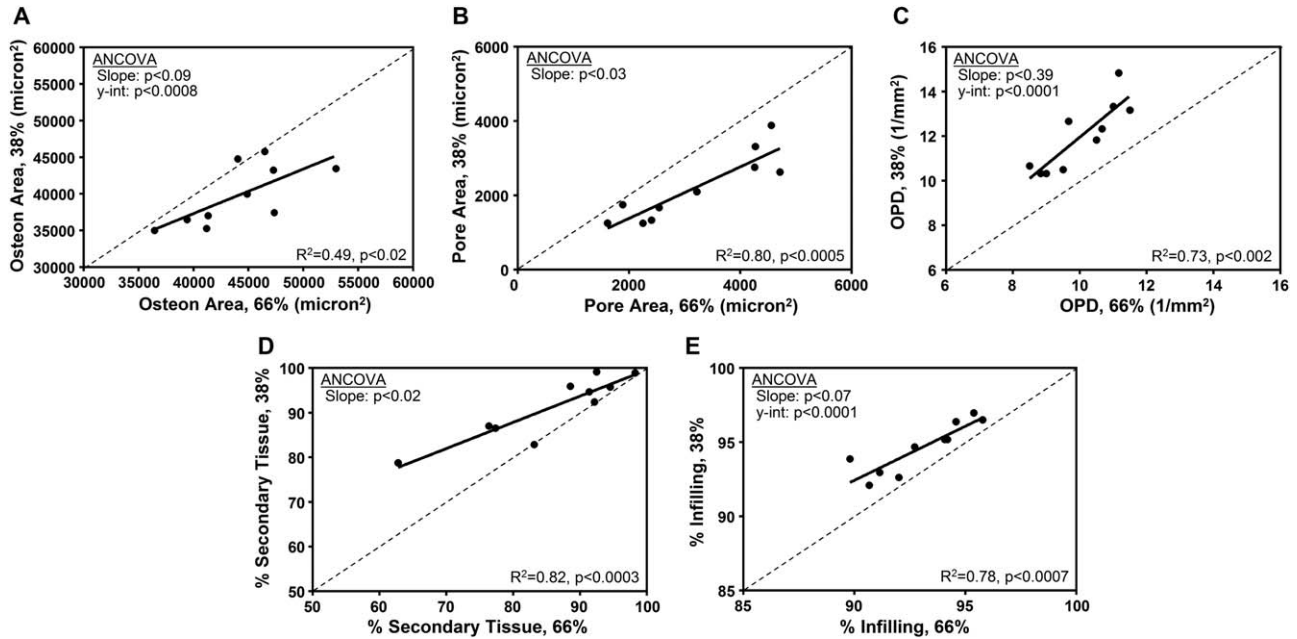 A
Osteon Area, 38% (micron²)
60000
55000
50000
45000
40000
35000
30000
ANCOVA
Slope: p<0.09
y-int: p<0.0008
R²=0.49, p<0.02
30000 35000 40000 45000 50000 55000 60000
Osteon Area, 66% (micron²)
B
Pore Area, 38% (micron²)
6000
4000
2000
0
ANCOVA
Slope: p<0.03
R²=0.80, p<0.0005
0 2000 4000 6000
Pore Area, 66% (micron²)
C
OPD, 38% (1/mm²)
16
14
12
10
8
6
ANCOVA
Slope: p<0.39
y-int: p<0.0001
R²=0.73, p<0.002
6 8 10 12 14 16
OPD, 66% (1/mm²)
D
% Secondary Tissue, 38%
100
90
80
70
60
50
ANCOVA
Slope: p<0.02
R²=0.82, p<0.0003
50 60 70 80 90 100
% Secondary Tissue, 66%
E
% Infilling, 38%
100
95
90
85
ANCOVA
Slope: p<0.07
y-int: p<0.0001
R²=0.78, p<0.0007
85 90 95 100
% Infilling, 66%